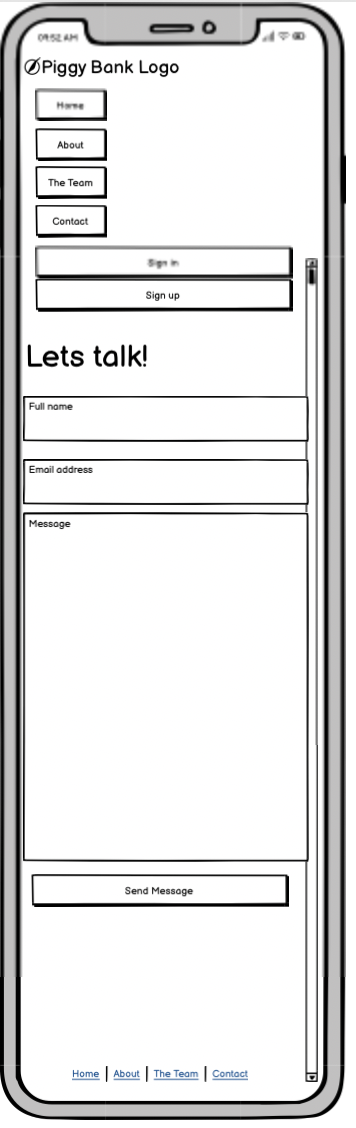 09:52 AM
Piggy Bank Logo
Home
About
The Team
Contact
Sign in
Sign up
Lets talk!
Full name
Email address
Message
Send Message
Home | About | The Team | Contact